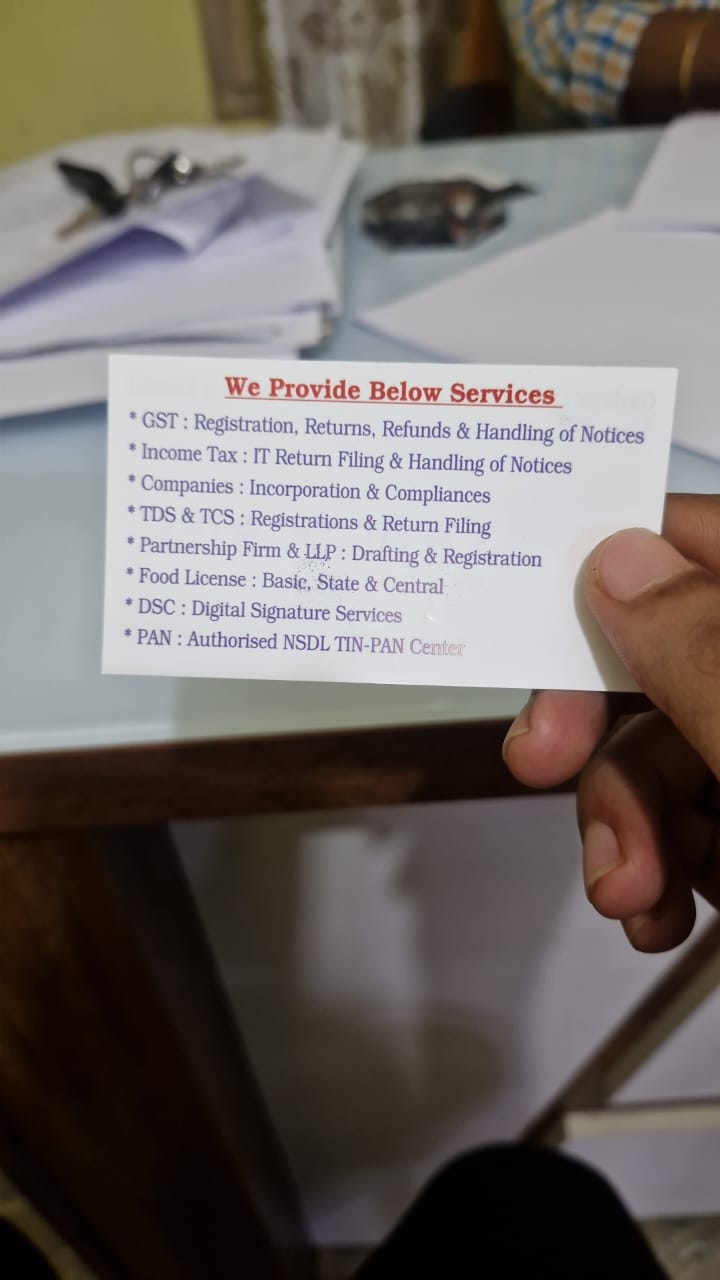 We Provide Below Services
* GST : Registration, Returns, Refunds & Handling of Notices
* Income Tax : IT Return Filing & Handling of Notices
* Companies : Incorporation & Compliances
* TDS & TCS : Registrations & Return Filing
* Partnership Firm & LLP : Drafting & Registration
* Food License : Basic, State & Central
* DSC : Digital Signature Services
* PAN : Authorised NSDL TIN-PAN Center